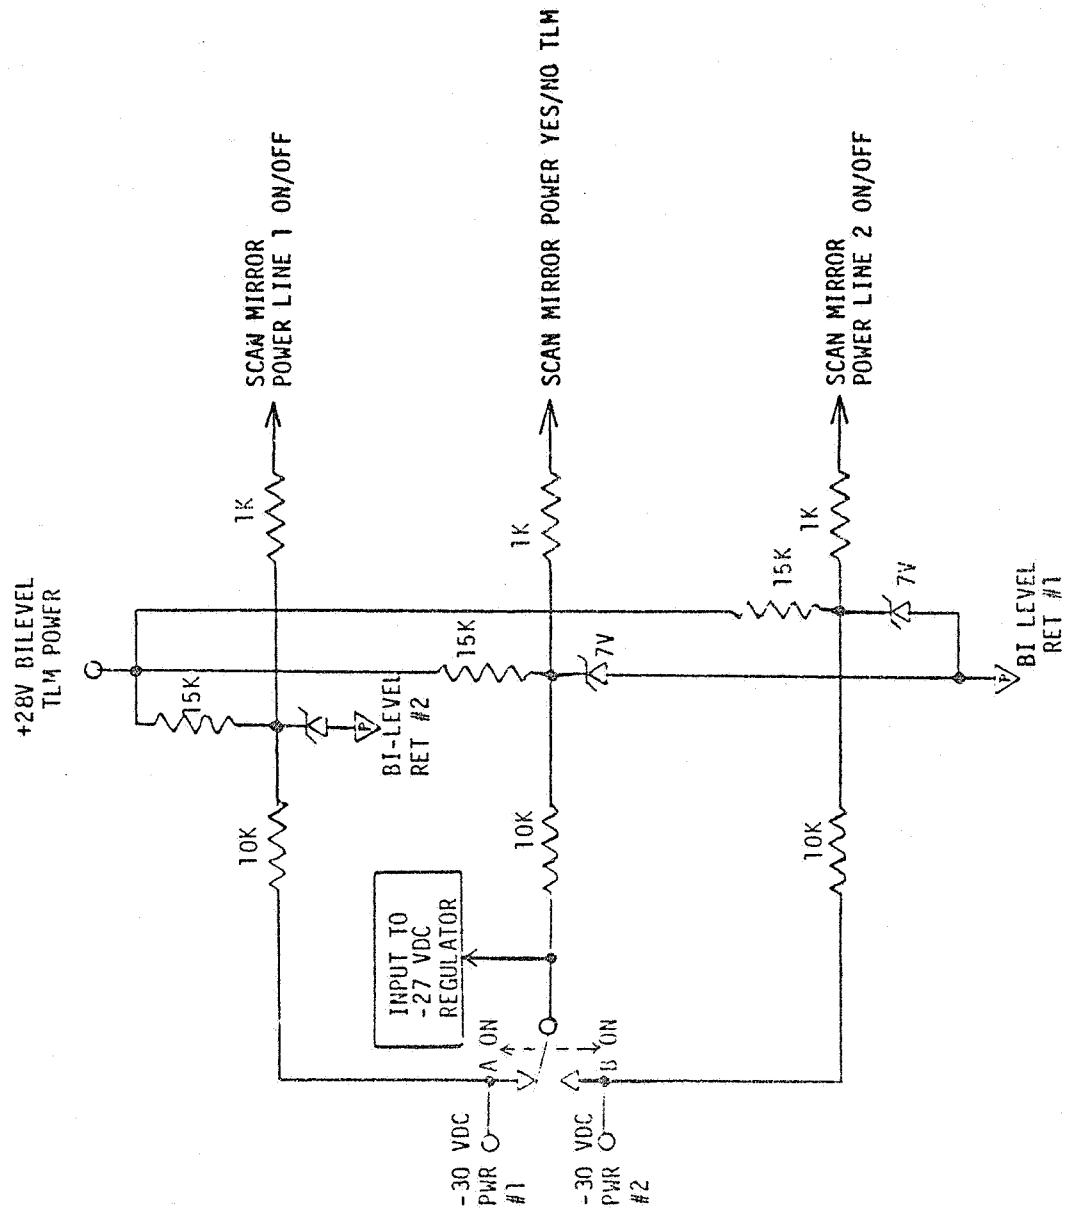 +28V BILEVEL
TLM POWER
SCAN MIRROR
POWER LINE 1 ON/OFF
SCAN MIRROR POWER YES/NO TLM
SCAN MIRROR
POWER LINE 2 ON/OFF
1K
1K
1K
15K
15K
15K
7V
7V
P
BI-LEVEL
RET #2
P
BI LEVEL
RET #1
10K
10K
10K
INPUT TO
-27 VDC
REGULATOR
A ON
B ON
-30 VDC
PWR
#1
-30 VDC
PWR
#2